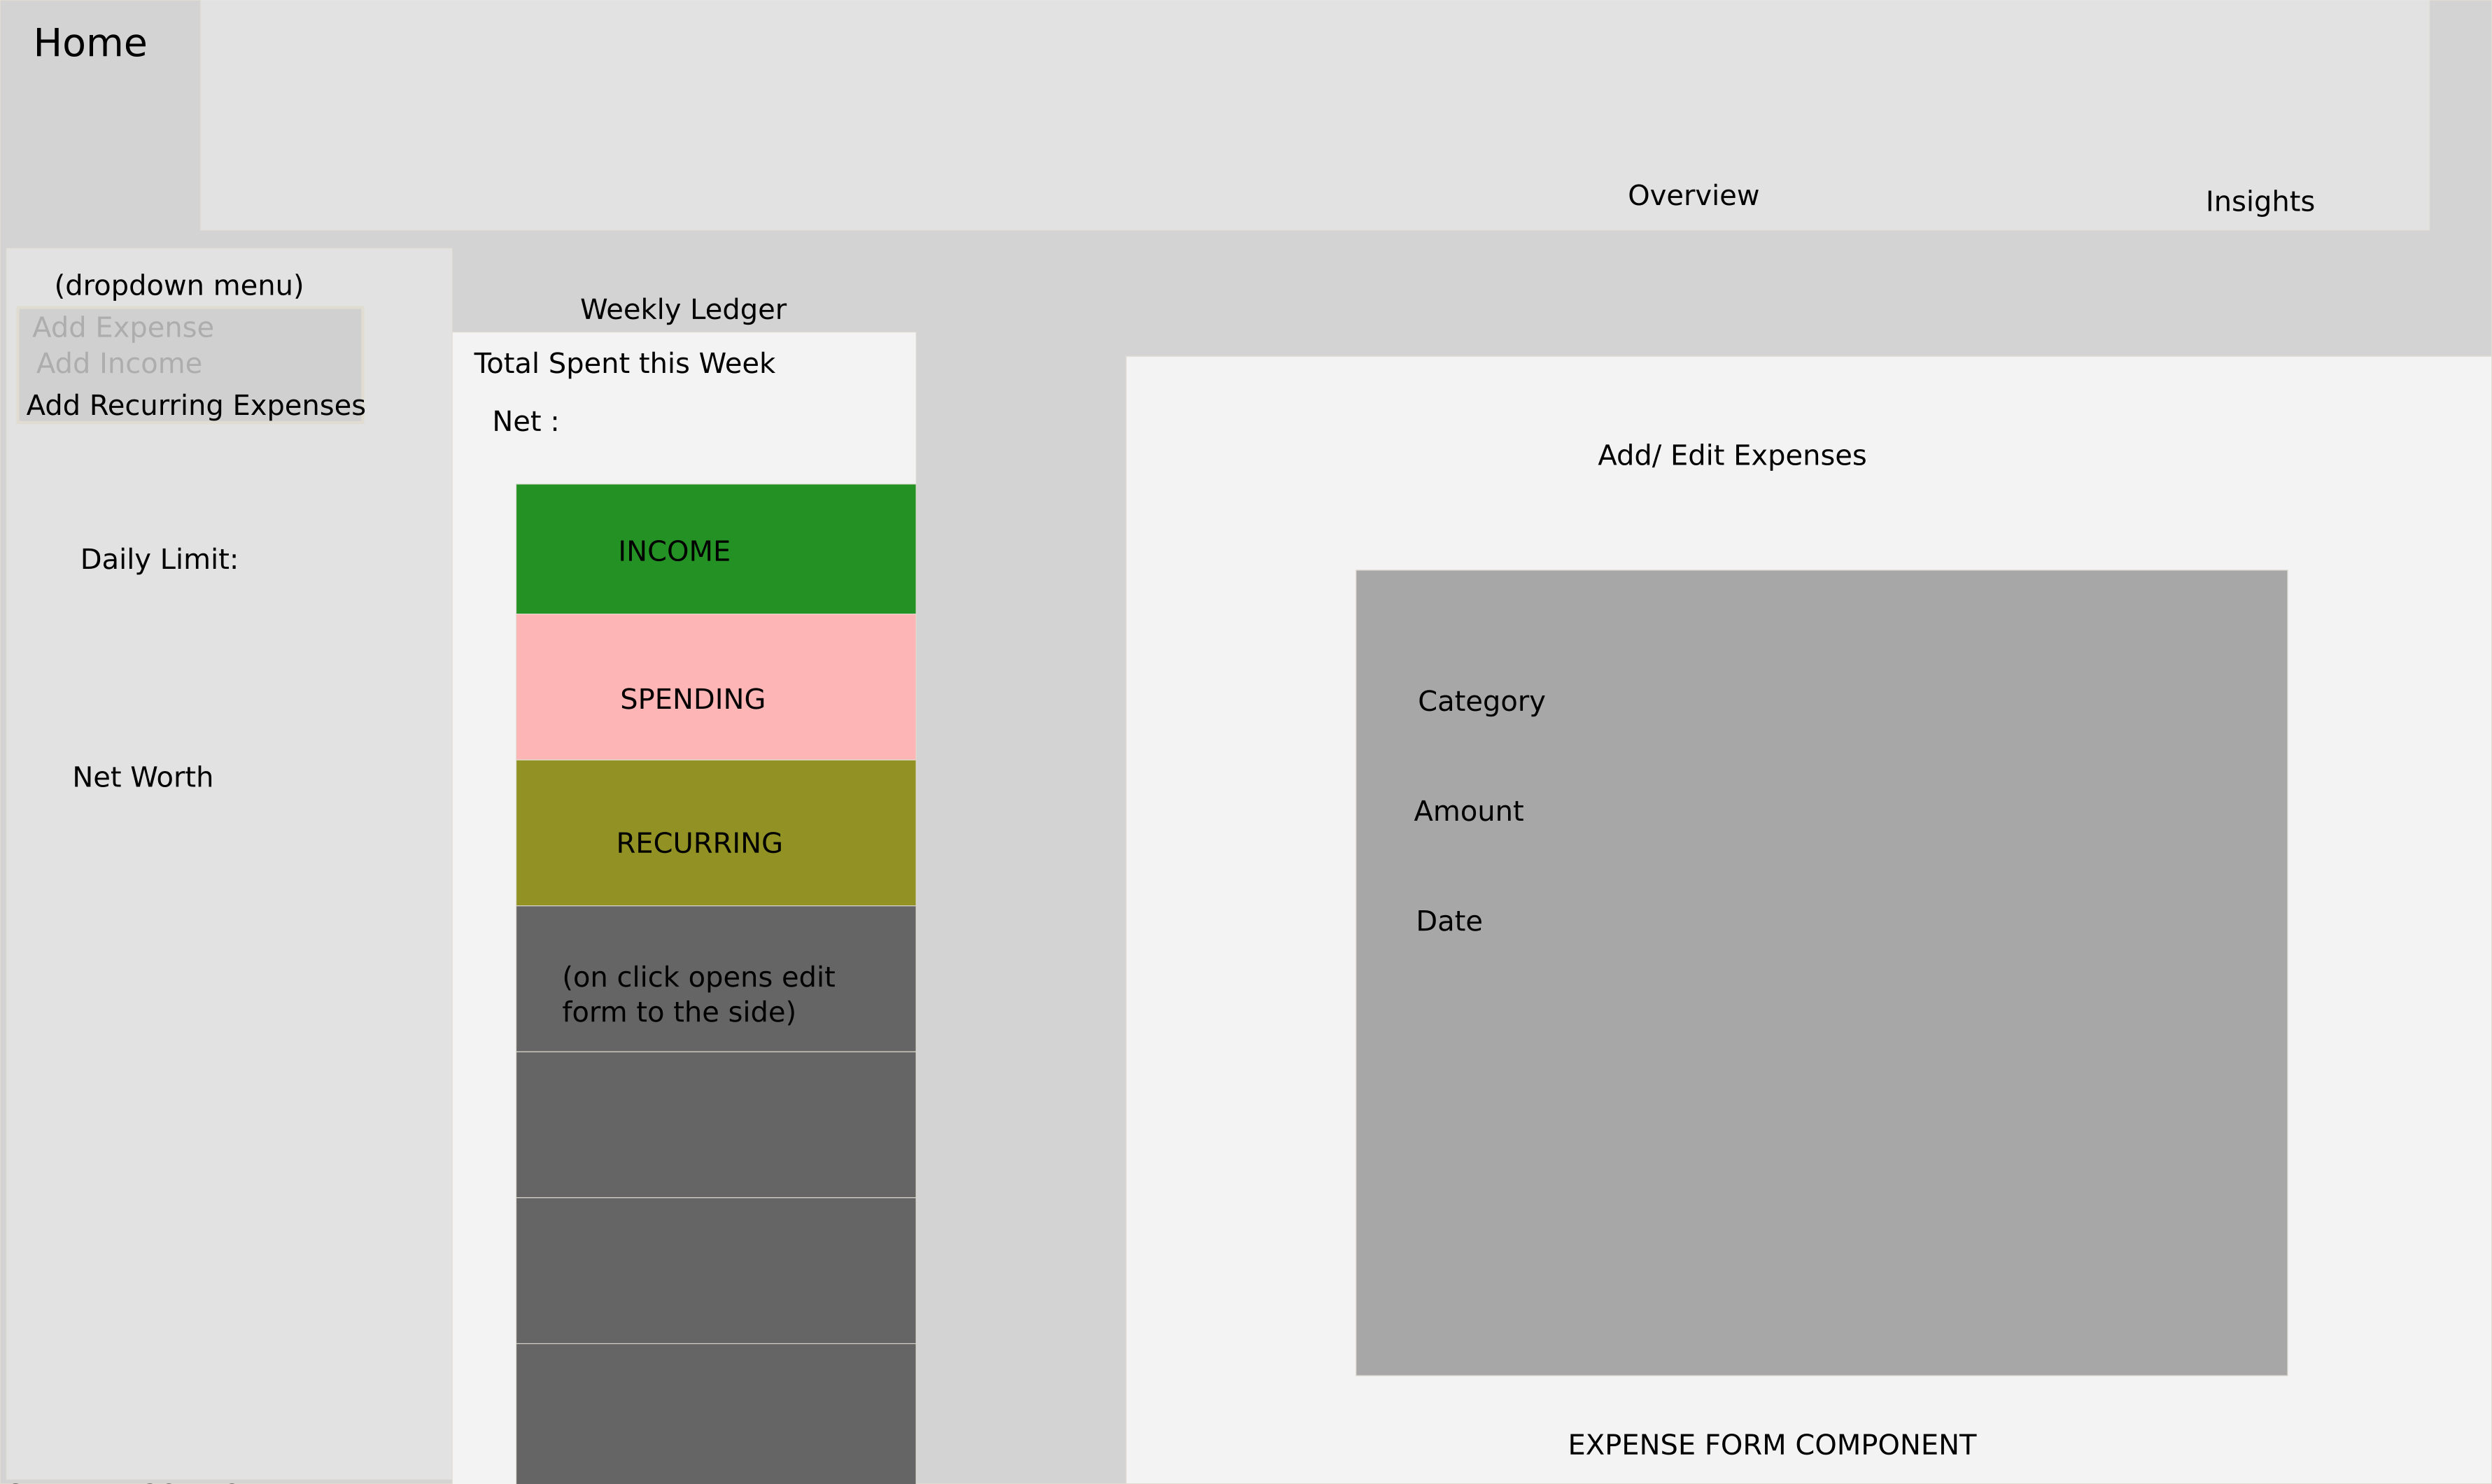 Home
Overview
Insights
(dropdown menu)
Add Expense
Add Income
Add Recurring Expenses
Daily Limit:
Net Worth
Weekly Ledger
Total Spent this Week
Net :
INCOME
SPENDING
RECURRING
(on click opens edit
form to the side)
Add/ Edit Expenses
Category
Amount
Date
EXPENSE FORM COMPONENT